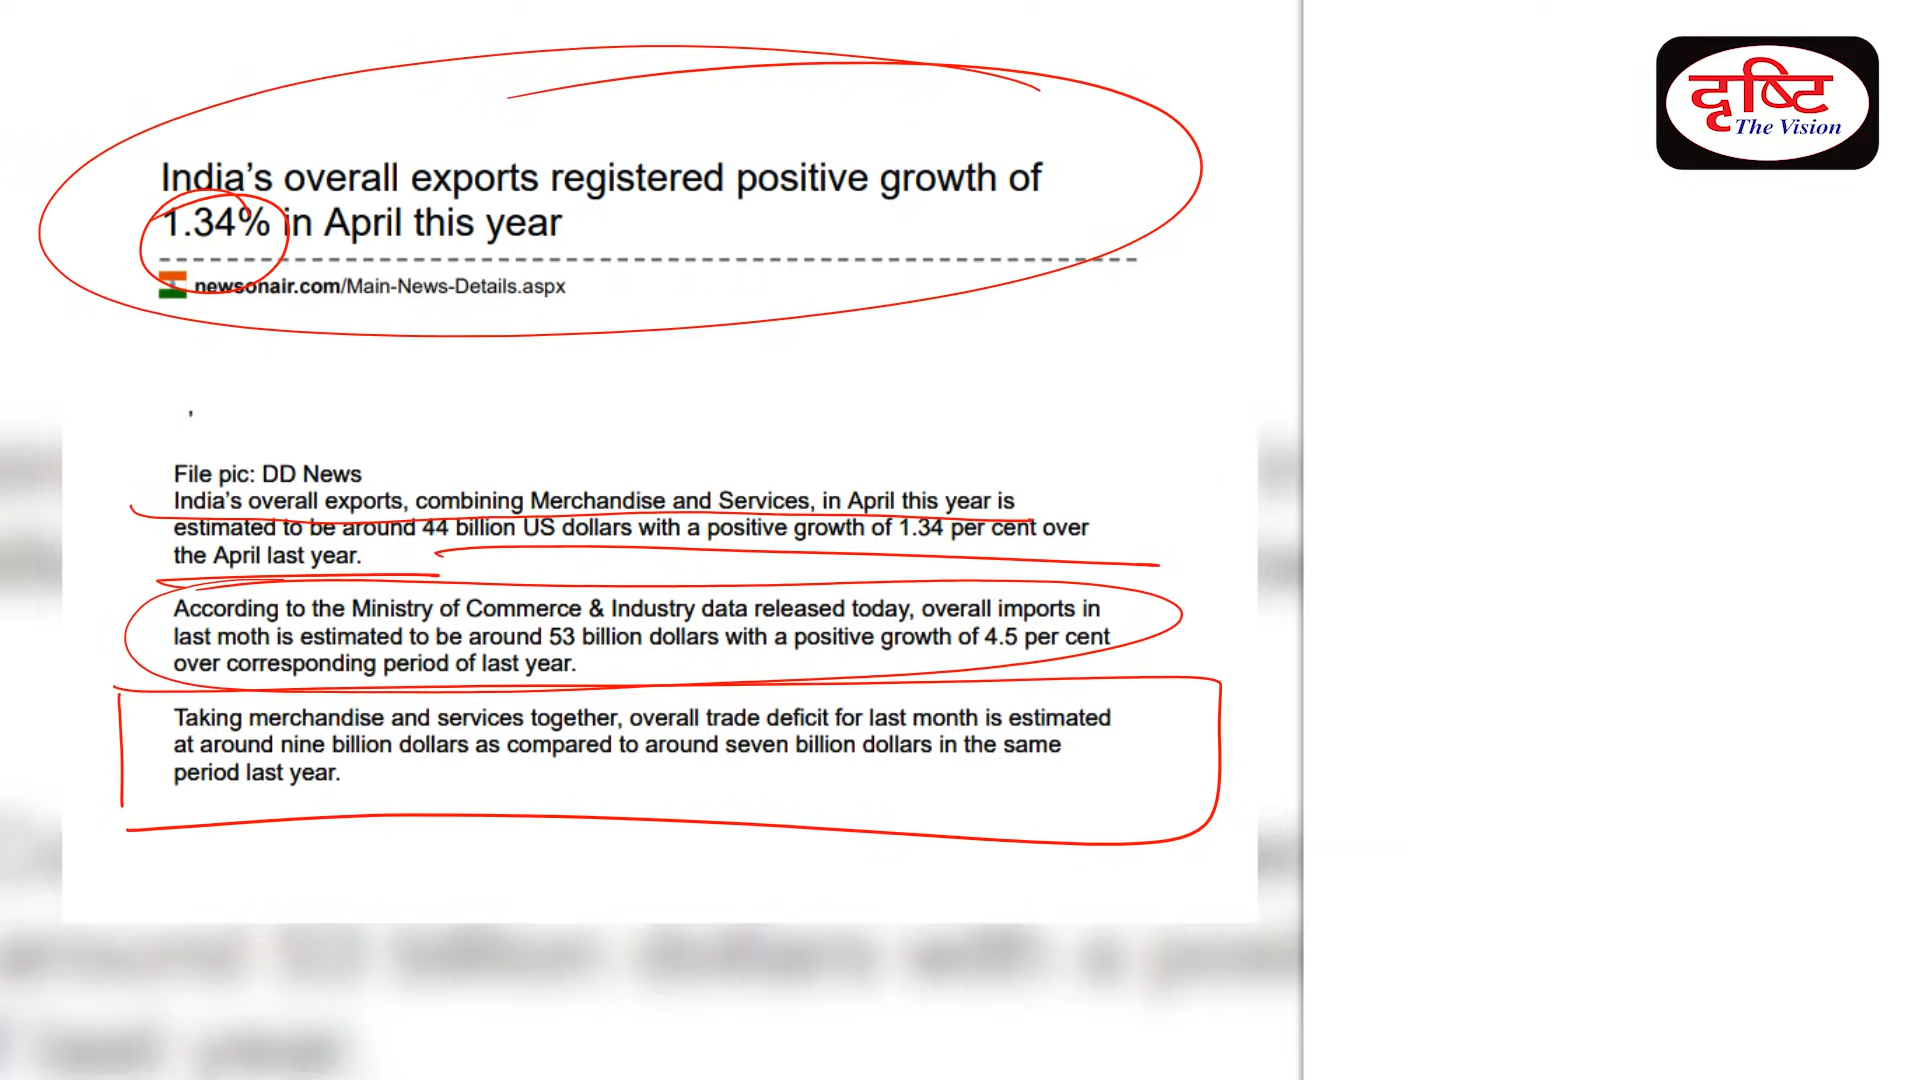 दृष्टि
The Vision
India’s overall exports registered positive growth of
1.34% in April this year
newsonair.com/Main-News-Details.aspx
,
File pic: DD News
India’s overall exports, combining Merchandise and Services, in April this year is
estimated to be around 44 billion US dollars with a positive growth of 1.34 per cent over
the April last year.
According to the Ministry of Commerce & Industry data released today, overall imports in
last moth is estimated to be around 53 billion dollars with a positive growth of 4.5 per cent
over corresponding period of last year.
Taking merchandise and services together, overall trade deficit for last month is estimated
at around nine billion dollars as compared to around seven billion dollars in the same
period last year.